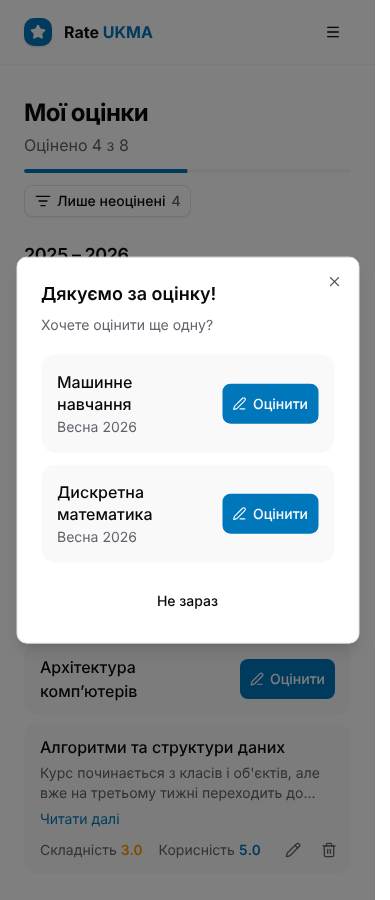 Rate UKMA
Мої оцінки
Оцінено 4 з 8
Лише неоцінені 4
2025 – 2026
Дякуємо за оцінку!
Хочете оцінити ще одну?
Машинне
навчання
Весна 2026
Оцінити
Дискретна
математика
Весна 2026
Оцінити
Не зараз
Архітектура
комп’ютерів
Оцінити
Алгоритми та структури даних
Курс починається з класів і об'єктів, але
вже на третьому тижні переходить до...
Читати далі
Складність 3.0 Корисність 5.0